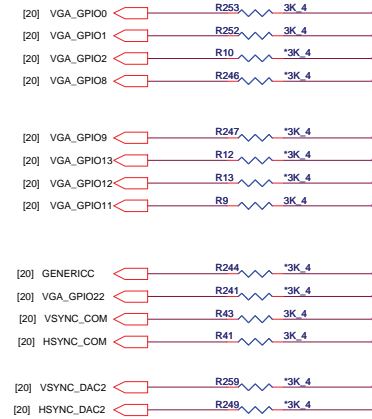 [20] VGA_GPIO0 R253 3K_4
[20] VGA_GPIO1 R252 3K_4
[20] VGA_GPIO2 R10 *3K_4
[20] VGA_GPIO8 R246 *3K_4
[20] VGA_GPIO9 R247 *3K_4
[20] VGA_GPIO13 R12 *3K_4
[20] VGA_GPIO12 R13 *3K_4
[20] VGA_GPIO11 R9 3K_4
[20] GENERICC R244 *3K_4
[20] VGA_GPIO22 R241 *3K_4
[20] VSYNC_COM R43 3K_4
[20] HSYNC_COM R41 3K_4
[20] VSYNC_DAC2 R259 *3K_4
[20] HSYNC_DAC2 R249 *3K_4